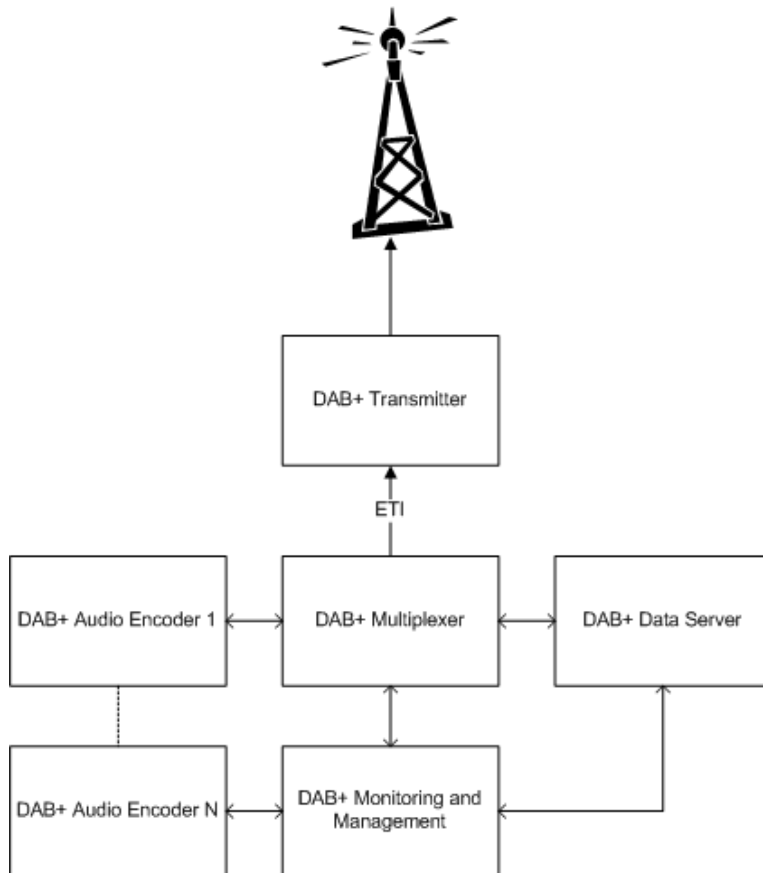 DAB+ Transmitter
ETI
DAB+ Audio Encoder 1
DAB+ Multiplexer
DAB+ Data Server
DAB+ Audio Encoder N
DAB+ Monitoring and
Management